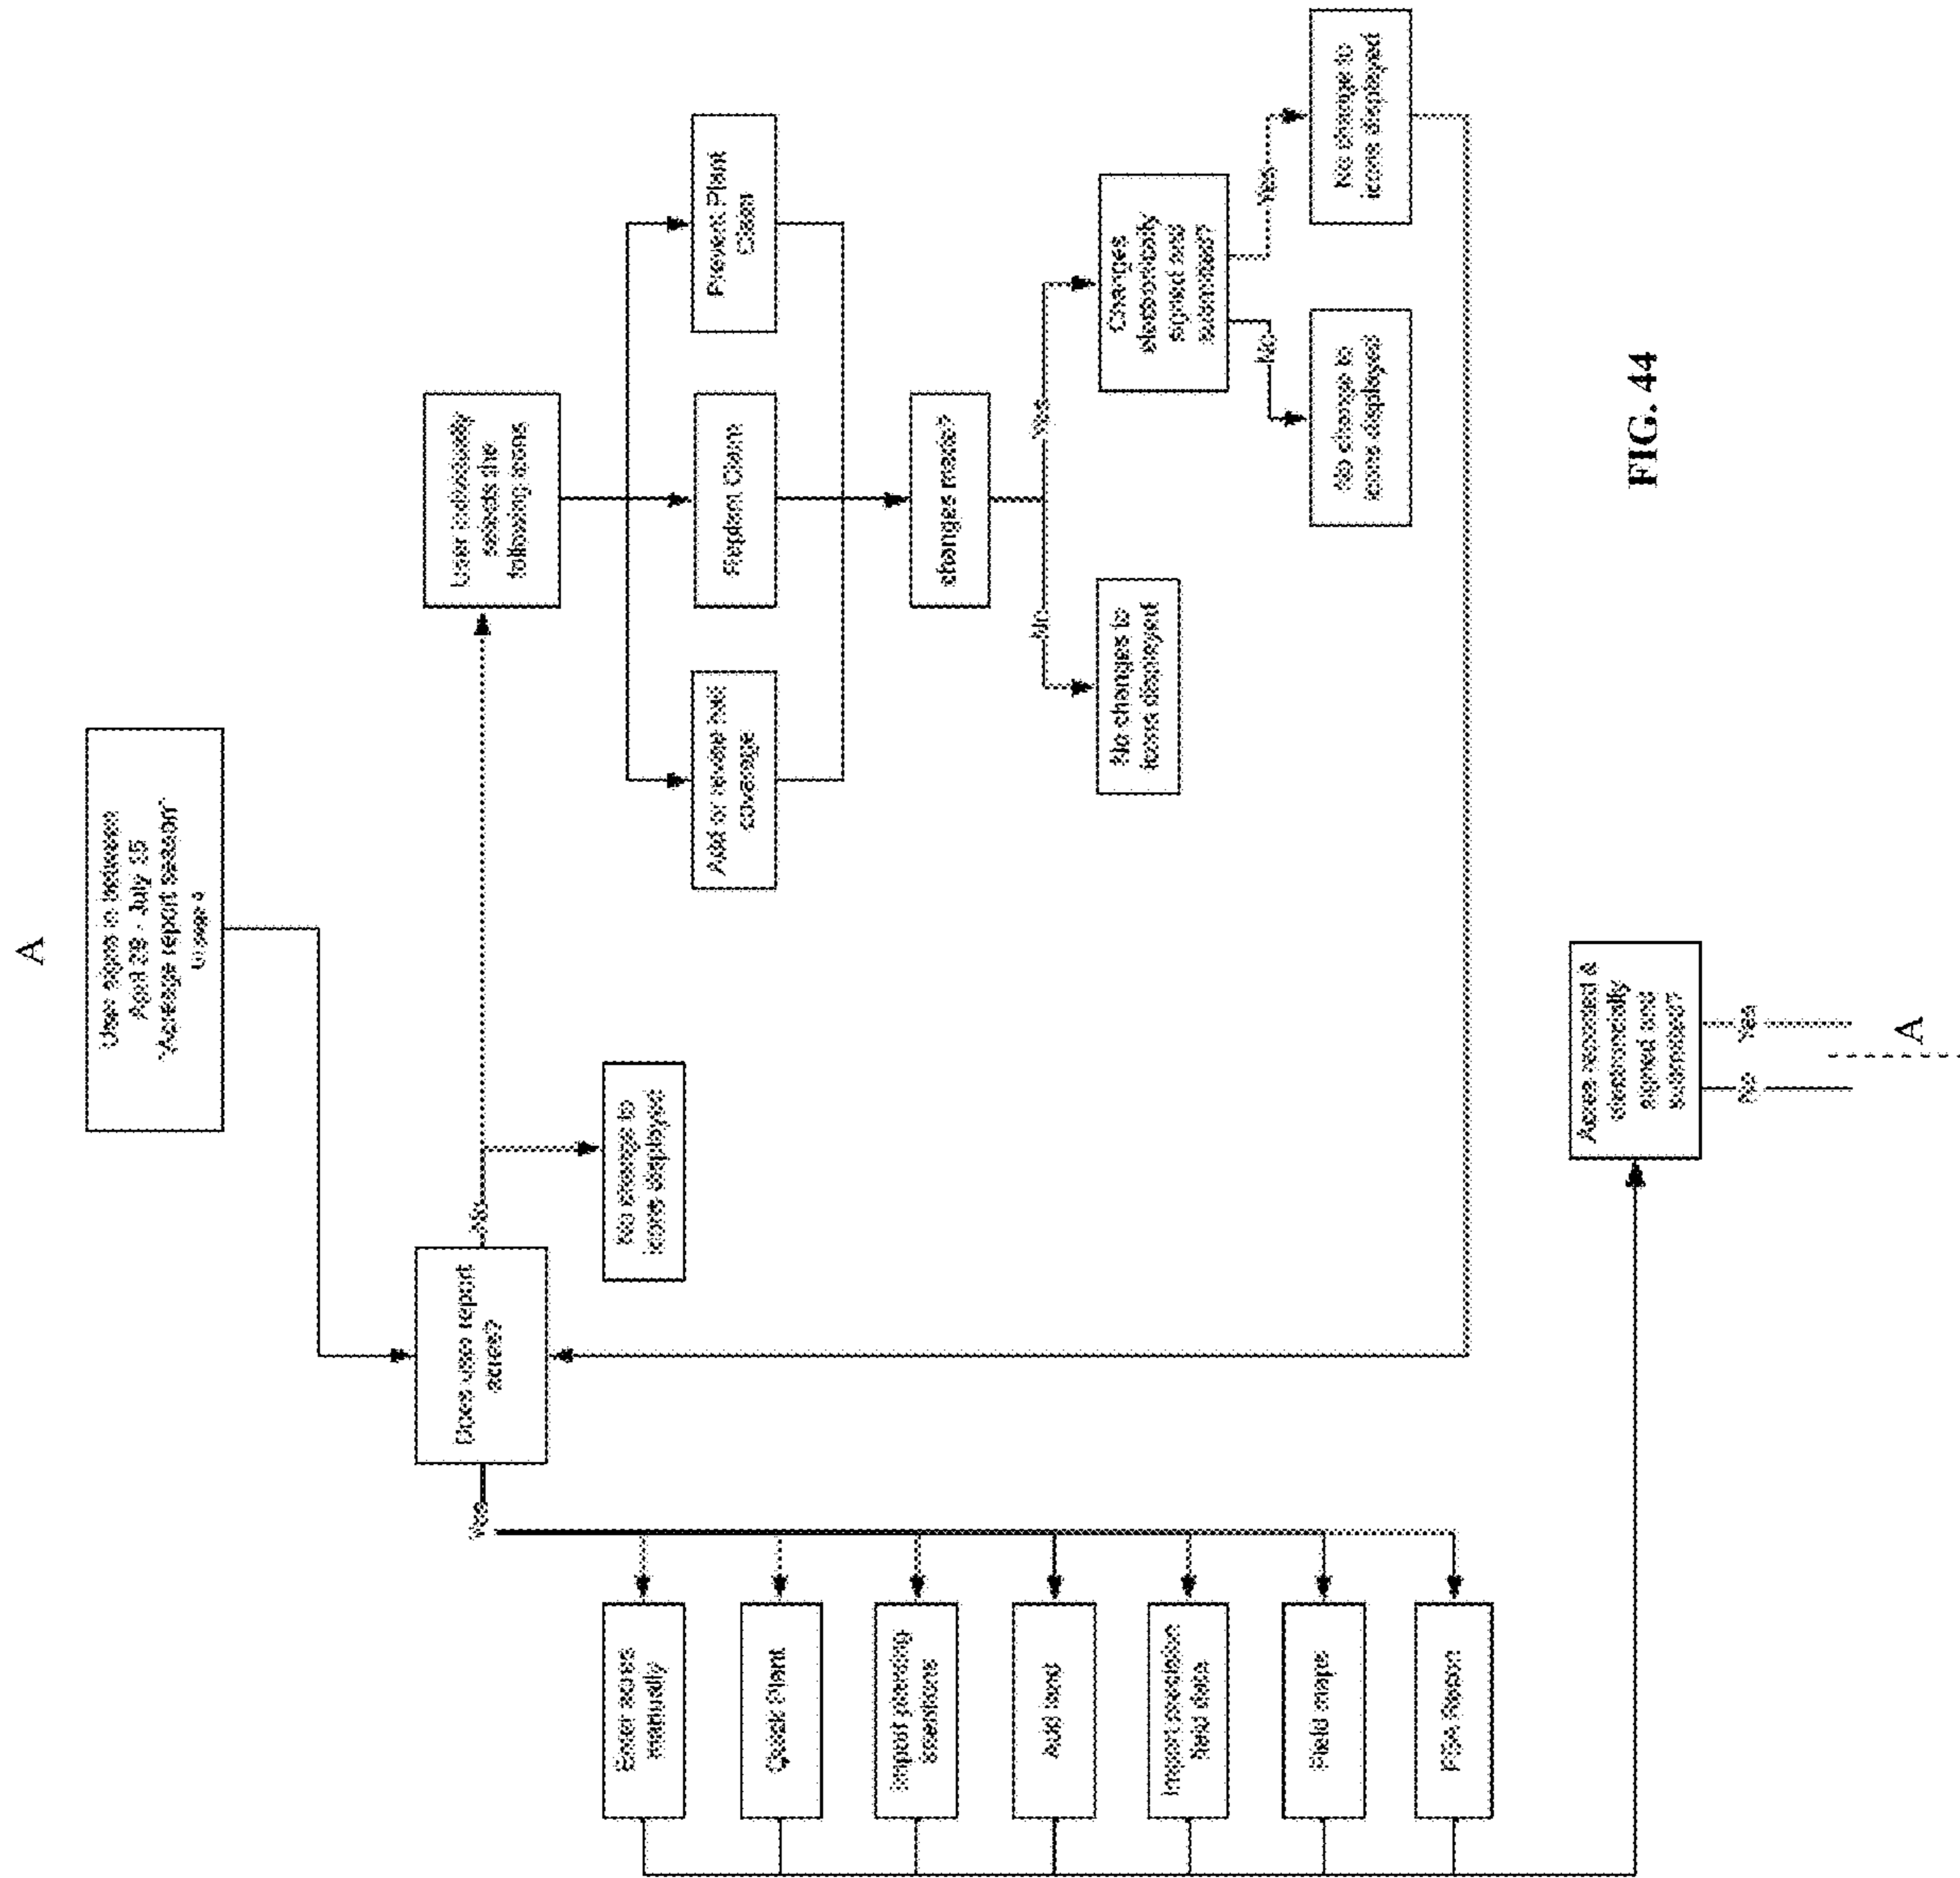 A
User signs in between
April 29 - July 15
"Acreage report season"
Does user report
acres?
No
No change to
icons displayed
User individually
selects the
following icons
Add or revise hail
coverage
Replant Claim
Prevent Plant
Claim
changes made?
No
No changes to
icons displayed
Yes
Changes
electronically
signed and
submitted?
No
No change to
icons displayed
Yes
No change to
icons displayed
Yes
Enter acres
manually
Quick Plant
Import planting
intentions
Add land
Import precision
field data
Field maps
FSA Report
Acres reported &
electronically
signed and
submitted?
No
Yes
A
FIG. 44